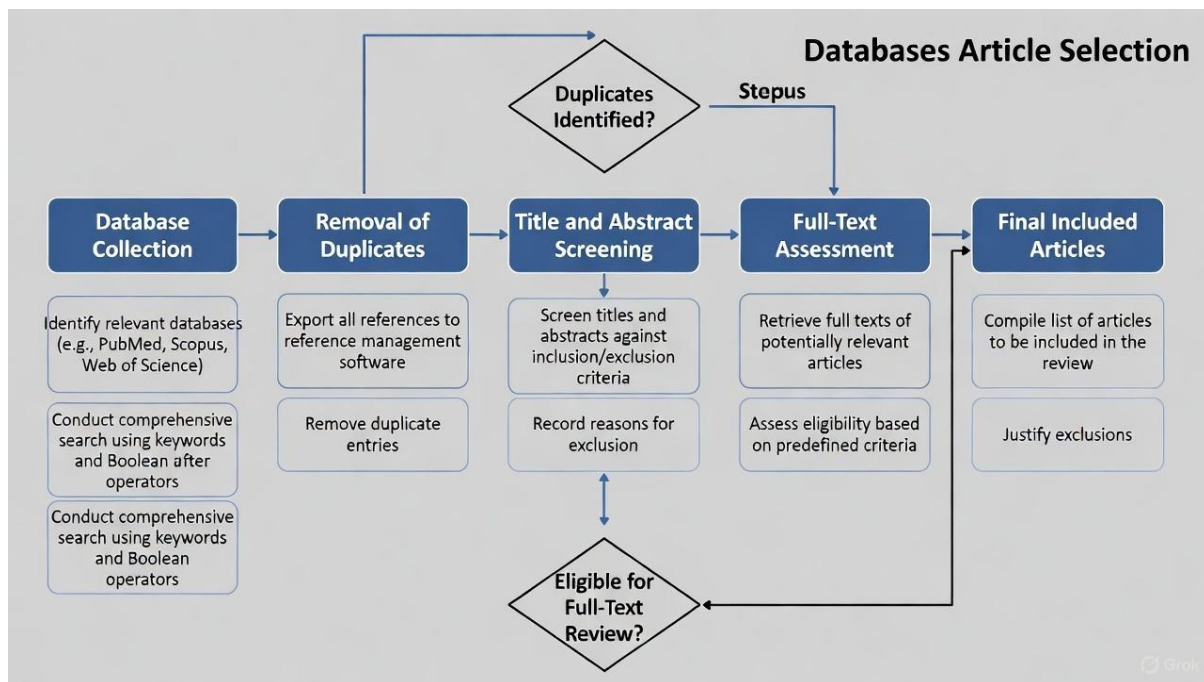 Databases Article Selection
Duplicates
Identified?
Stepus
Database
Collection
Removal of
Duplicates
Title and Abstract
Screening
Full-Text
Assessment
Final Included
Articles
Identify relevant databases
(e.g., PubMed, Scopus,
Web of Science)
Conduct comprehensive
search using keywords
and Boolean after
operators
Conduct comprehensive
search using keywords
and Boolean
operators
Export all references to
reference management
software
Remove duplicate
entries
Screen titles and
abstracts against
inclusion/exclusion
criteria
Record reasons for
exclusion
Retrieve full texts of
potentially relevant
articles
Assess eligibility based
on predefined criteria
Compile list of articles
to be included in the
review
Justify exclusions
Eligible for
Full-Text
Review?
Grok